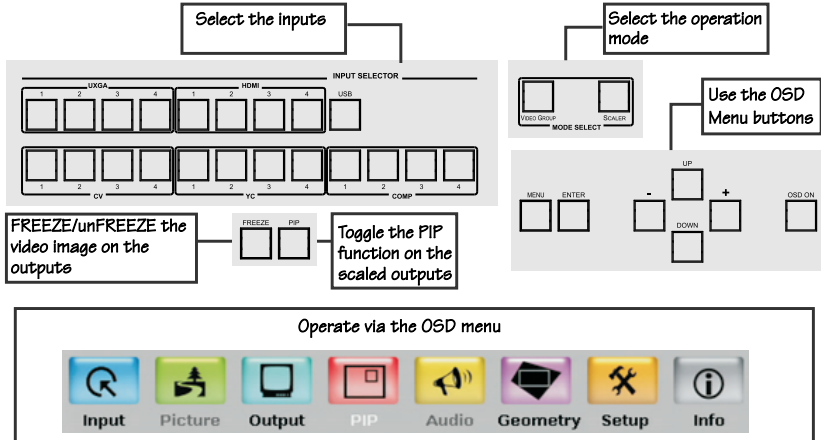 Select the inputs
Select the operation
mode
INPUT SELECTOR
UXGA
HDMI
1 2 3 4 1 2 3 4 USB
1 2 3 4 1 2 3 4 1 2 3 4
CV YC COMP
VIDEO GROUP SCALER
MODE SELECT
Use the OSD
Menu buttons
MENU ENTER - UP + OSD ON
DOWN
FREEZE/unFREEZE the
video image on the
outputs
FREEZE PIP
Toggle the PIP
function on the
scaled outputs
Operate via the OSD menu
Input Picture Output PIP Audio Geometry Setup Info